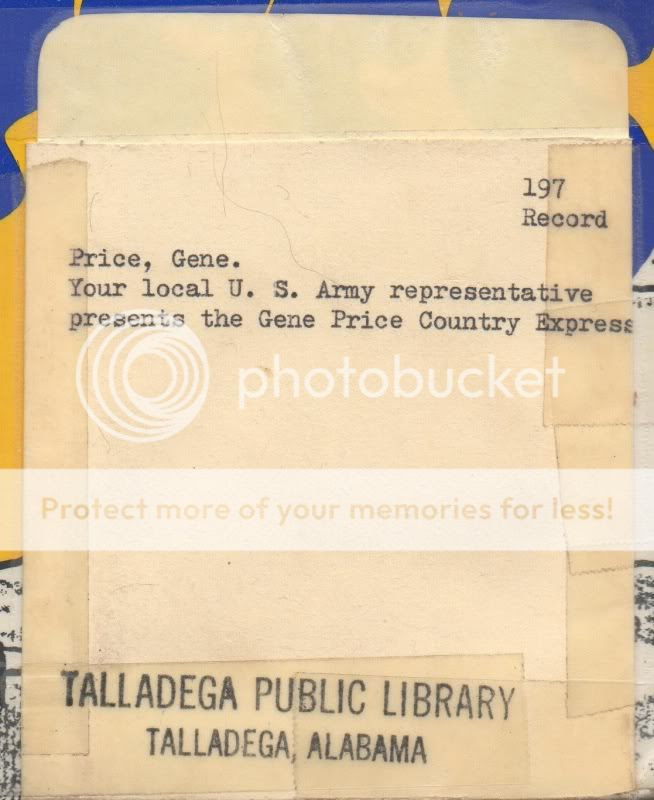 197
Record
Price, Gene.
Your local U. S. Army representative
presents the Gene Price Country Express
photobucket
Protect more of your memories for less!
TALLADEGA PUBLIC LIBRARY
TALLADEGA, ALABAMA